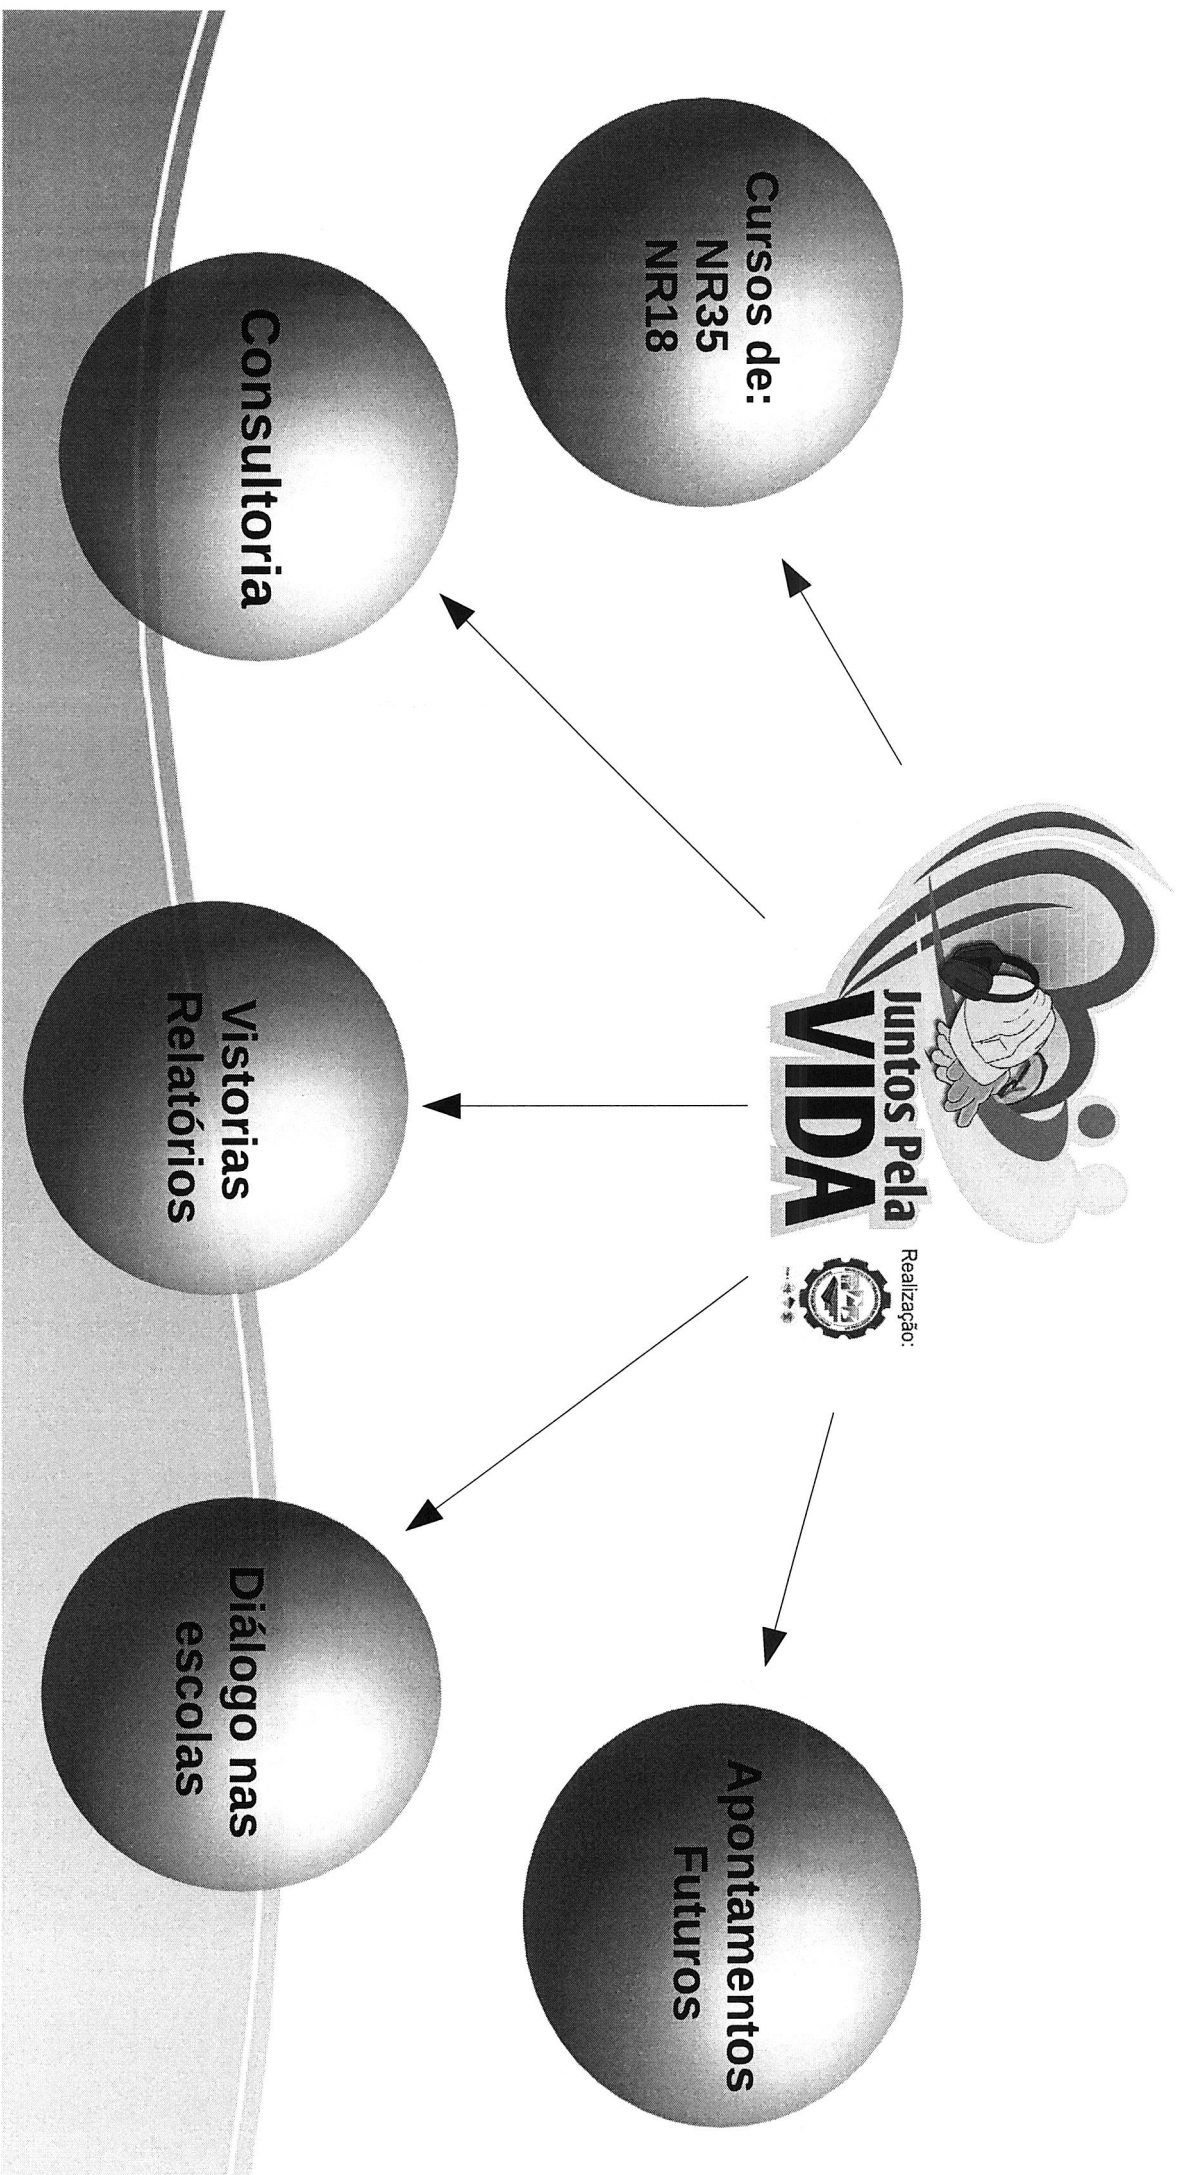 Juntos Pela
VIDA
Realização:
Cursos de:
NR35
NR18
Consultoria
Vistorias
Relatórios
Diálogo nas
escolas
Apontamentos
Futuros